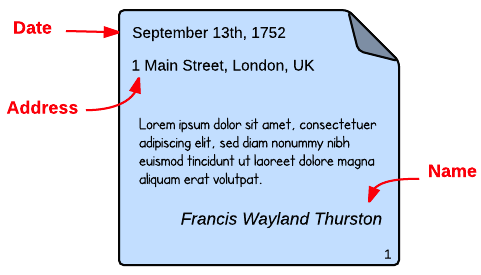 Date
September 13th, 1752
1 Main Street, London, UK
Address
Lorem ipsum dolor sit amet, consectetuer
adipiscing elit, sed diam nonummy nibh
euismod tincidunt ut laoreet dolore magna
aliquam erat volutpat.
Name
Francis Wayland Thurston
1